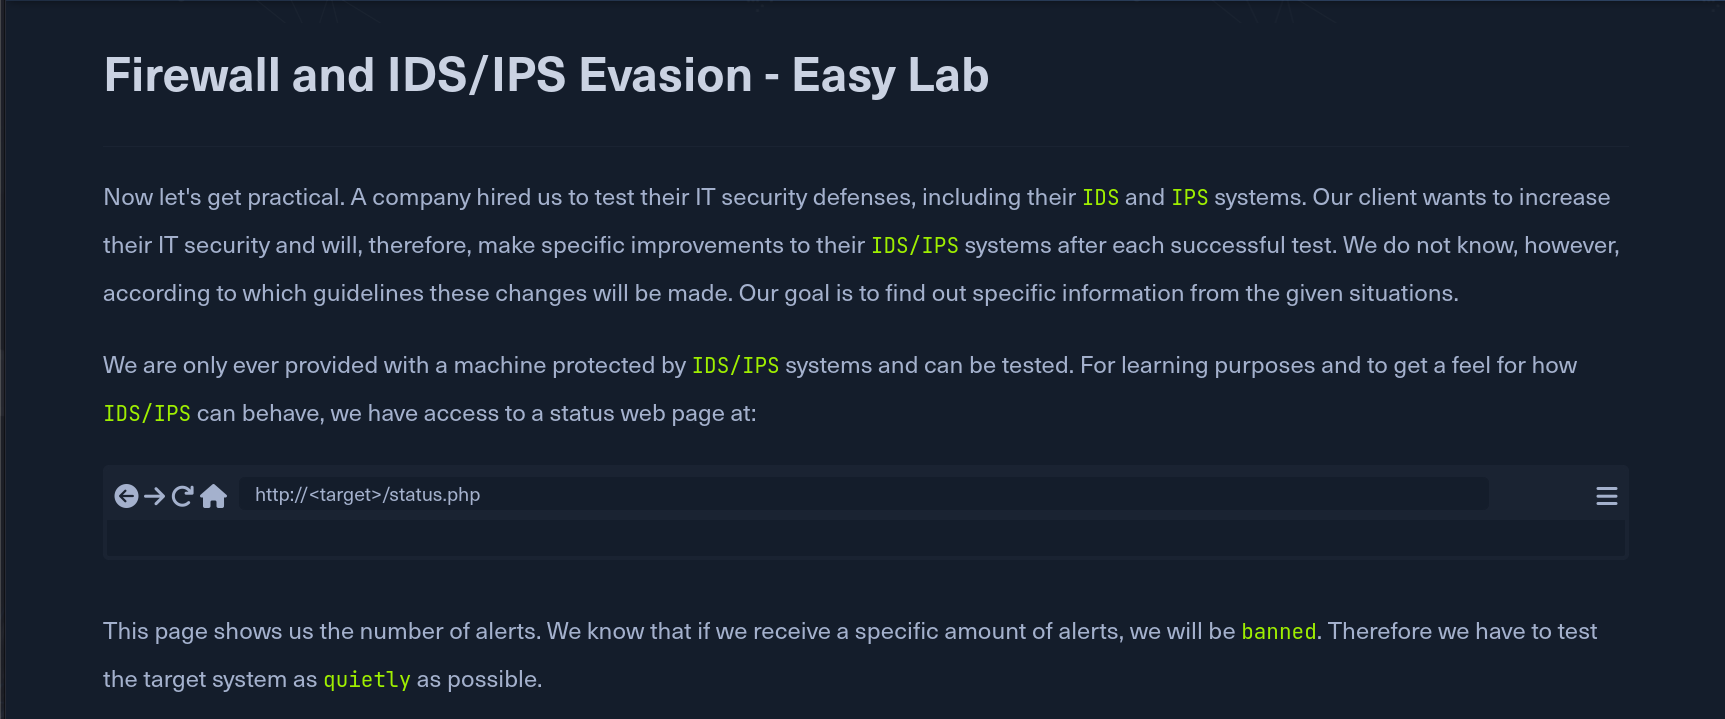 Firewall and IDS/IPS Evasion - Easy Lab
Now let's get practical. A company hired us to test their IT security defenses, including their IDS and IPS systems. Our client wants to increase
their IT security and will, therefore, make specific improvements to their IDS/IPS systems after each successful test. We do not know, however,
according to which guidelines these changes will be made. Our goal is to find out specific information from the given situations.
We are only ever provided with a machine protected by IDS/IPS systems and can be tested. For learning purposes and to get a feel for how
IDS/IPS can behave, we have access to a status web page at:
http://<target>/status.php
This page shows us the number of alerts. We know that if we receive a specific amount of alerts, we will be banned. Therefore we have to test
the target system as quietly as possible.